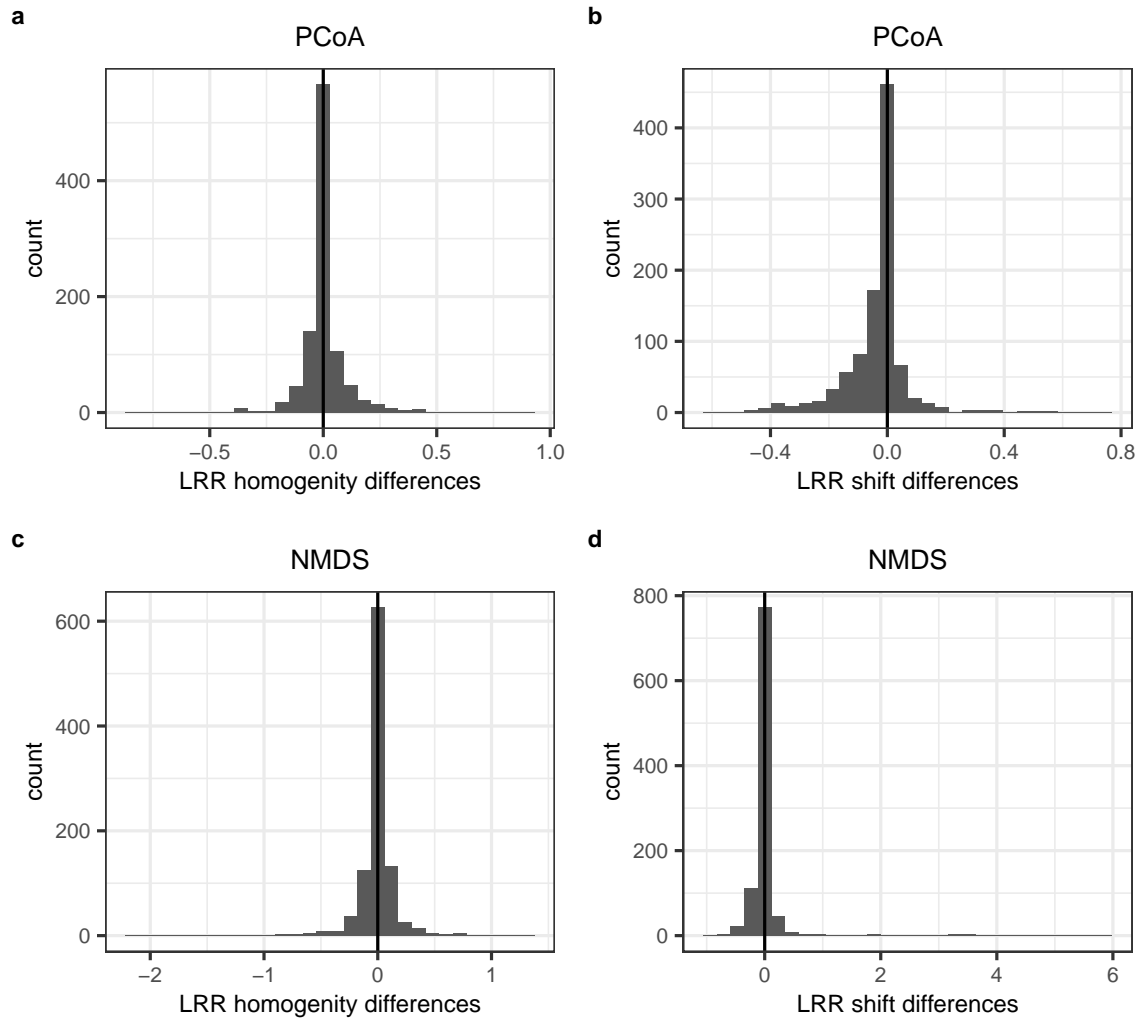 a
PCoA
count
400
200
0
−0.5
0.0
0.5
1.0
LRR homogenity differences
b
PCoA
count
400
300
200
100
0
−0.4
0.0
0.4
0.8
LRR shift differences
c
NMDS
count
600
400
200
0
−2
−1
0
1
LRR homogenity differences
d
NMDS
count
800
600
400
200
0
0
2
4
6
LRR shift differences